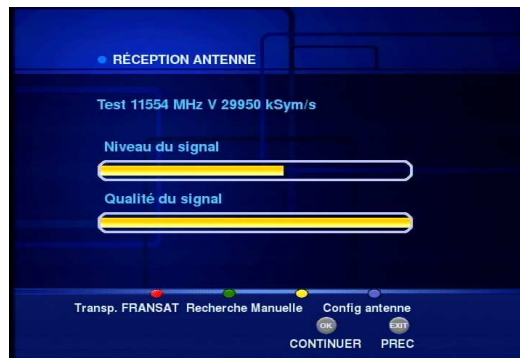 RÉCEPTION ANTENNE
Test 11554 MHz V 29950 kSym/s
Niveau du signal
Qualité du signal
Transp. FRANSAT Recherche Manuelle Config antenne
OK EXIT
CONTINUER PREC